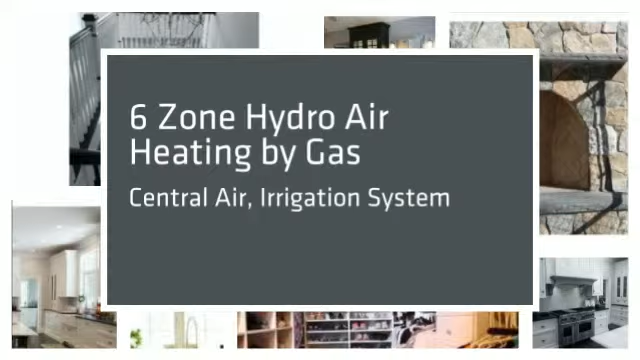 6 Zone Hydro Air
Heating by Gas
Central Air, Irrigation System